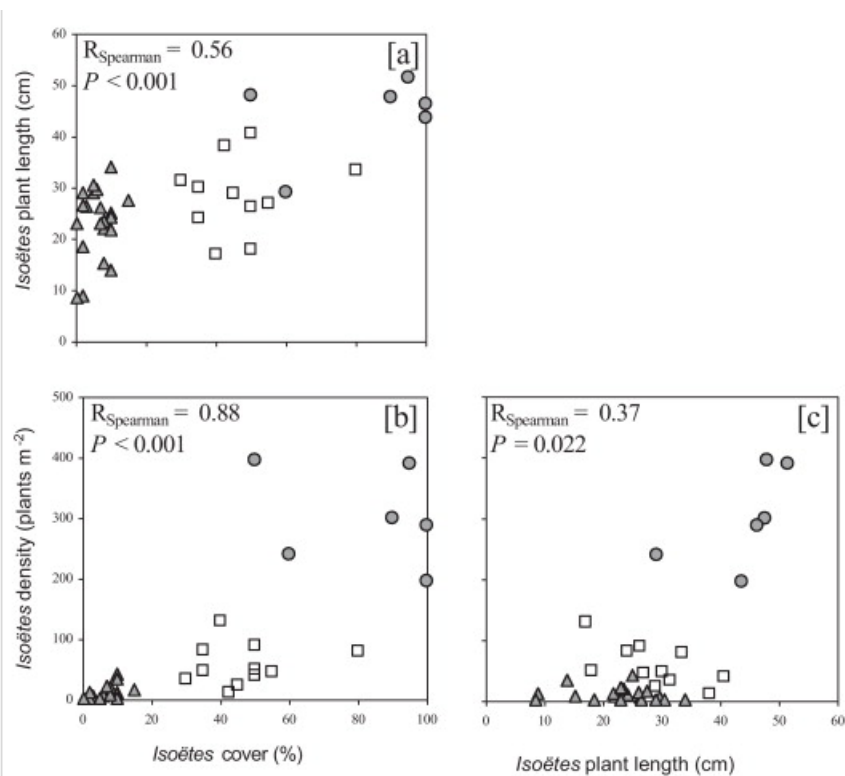 R_Spearman = 0.56
P < 0.001
[a]
Isoëtes plant length (cm)
60
50
40
30
20
10
0
R_Spearman = 0.88
P < 0.001
[b]
Isoëtes density (plants m⁻²)
500
400
300
200
100
0
0 20 40 60 80 100
Isoëtes cover (%)
R_Spearman = 0.37
P = 0.022
[c]
0 10 20 30 40 50 60
Isoëtes plant length (cm)